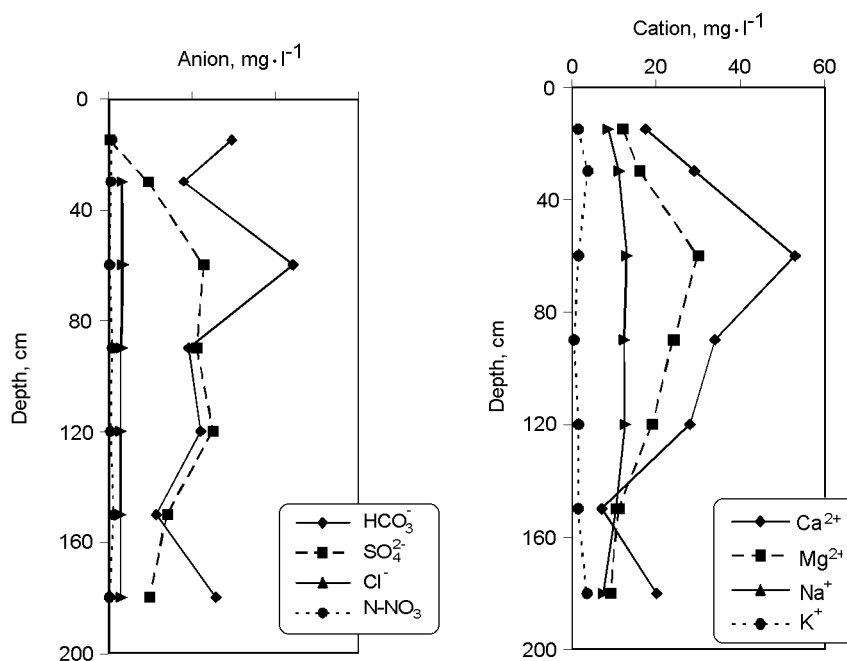 Anion, mg·l⁻¹
0
40
80
120
160
200
Depth, cm
HCO₃⁻
SO₄²⁻
Cl⁻
N-NO₃
Cation, mg·l⁻¹
0 20 40 60
0
40
80
120
160
200
Depth, cm
Ca²⁺
Mg²⁺
Na⁺
K⁺